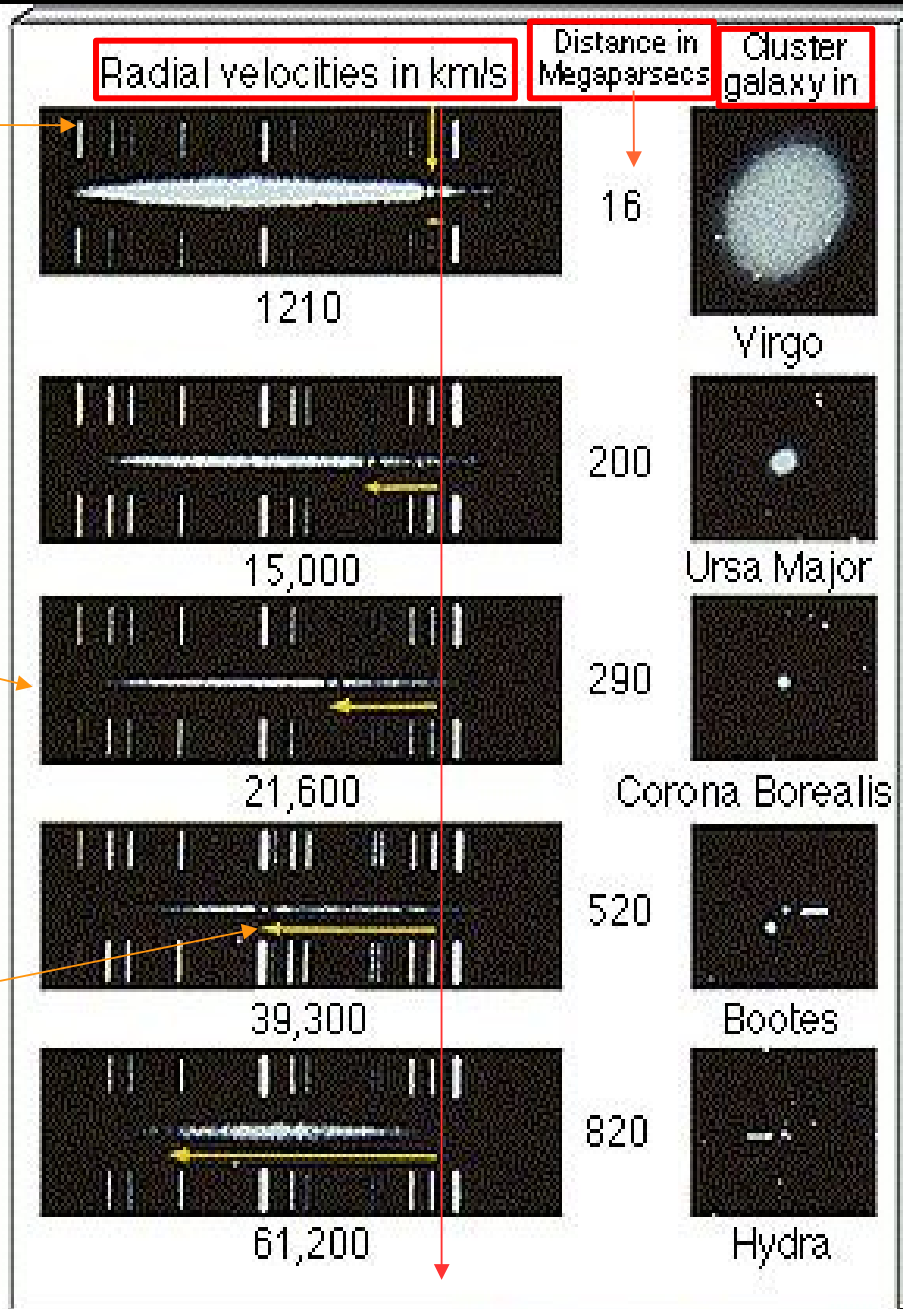 Radial velocities in km/s
Distance in
Megaparsecs
Cluster
galaxy in
16
1210
Virgo
200
15,000
Ursa Major
290
21,600
Corona Borealis
520
39,300
Bootes
820
61,200
Hydra